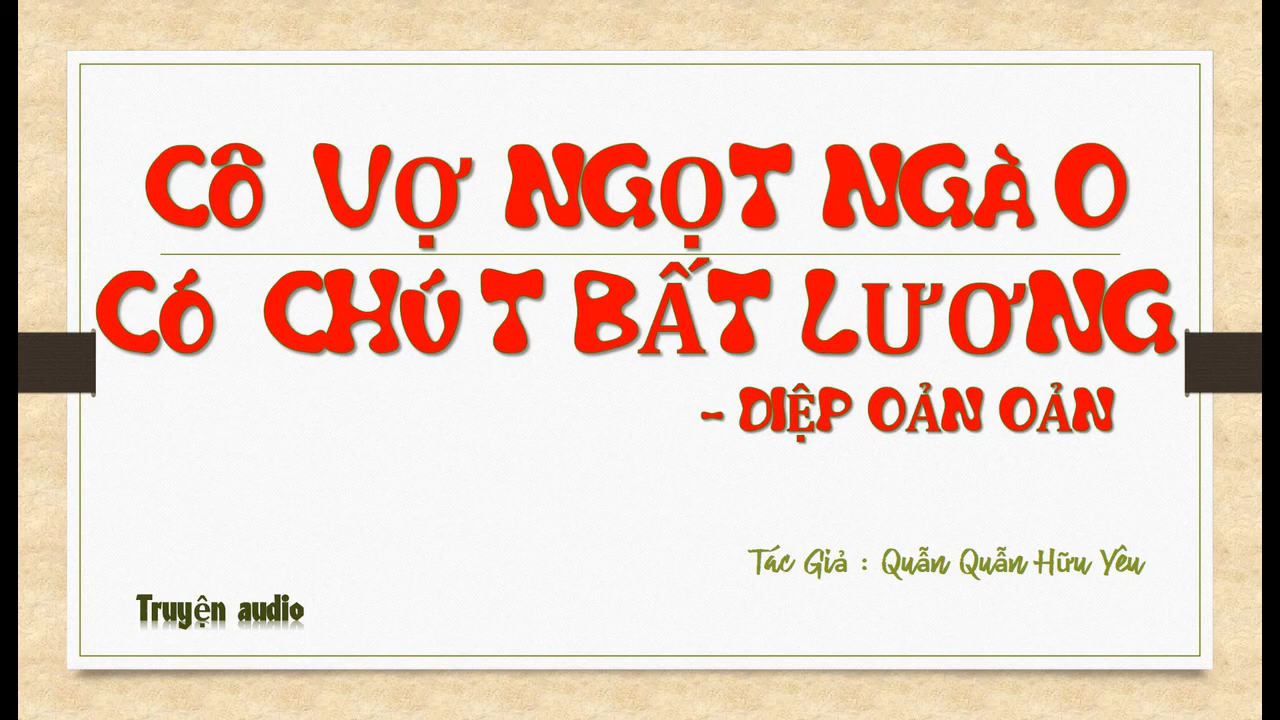 CÔ VỢ NGỌT NGÀO
CÓ CHÚT BẤT LƯƠNG
- DIỆP OẢN OẢN
Tác Giả : Quẫn Quẫn Hữu Yêu
Truyện audio